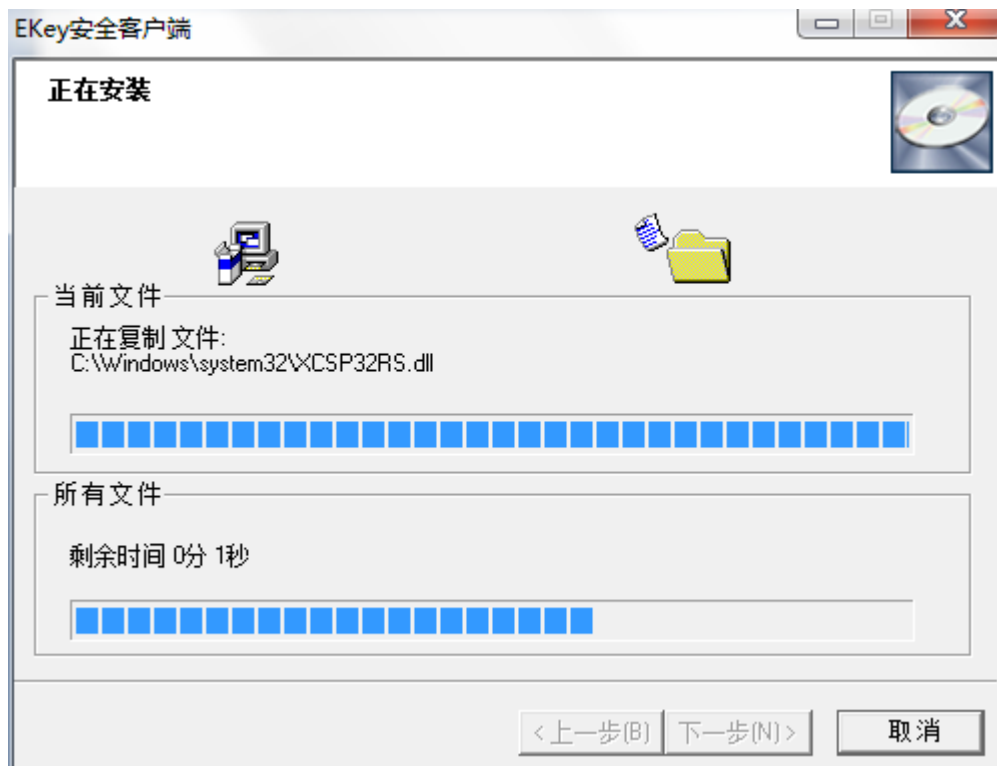 EKey安全客户端
正在安装
当前文件
正在复制 文件:
C:\Windows\system32\XCSP32RS.dll
所有文件
剩余时间 0分 1秒
<上一步(B) 下一步(N)> 取消